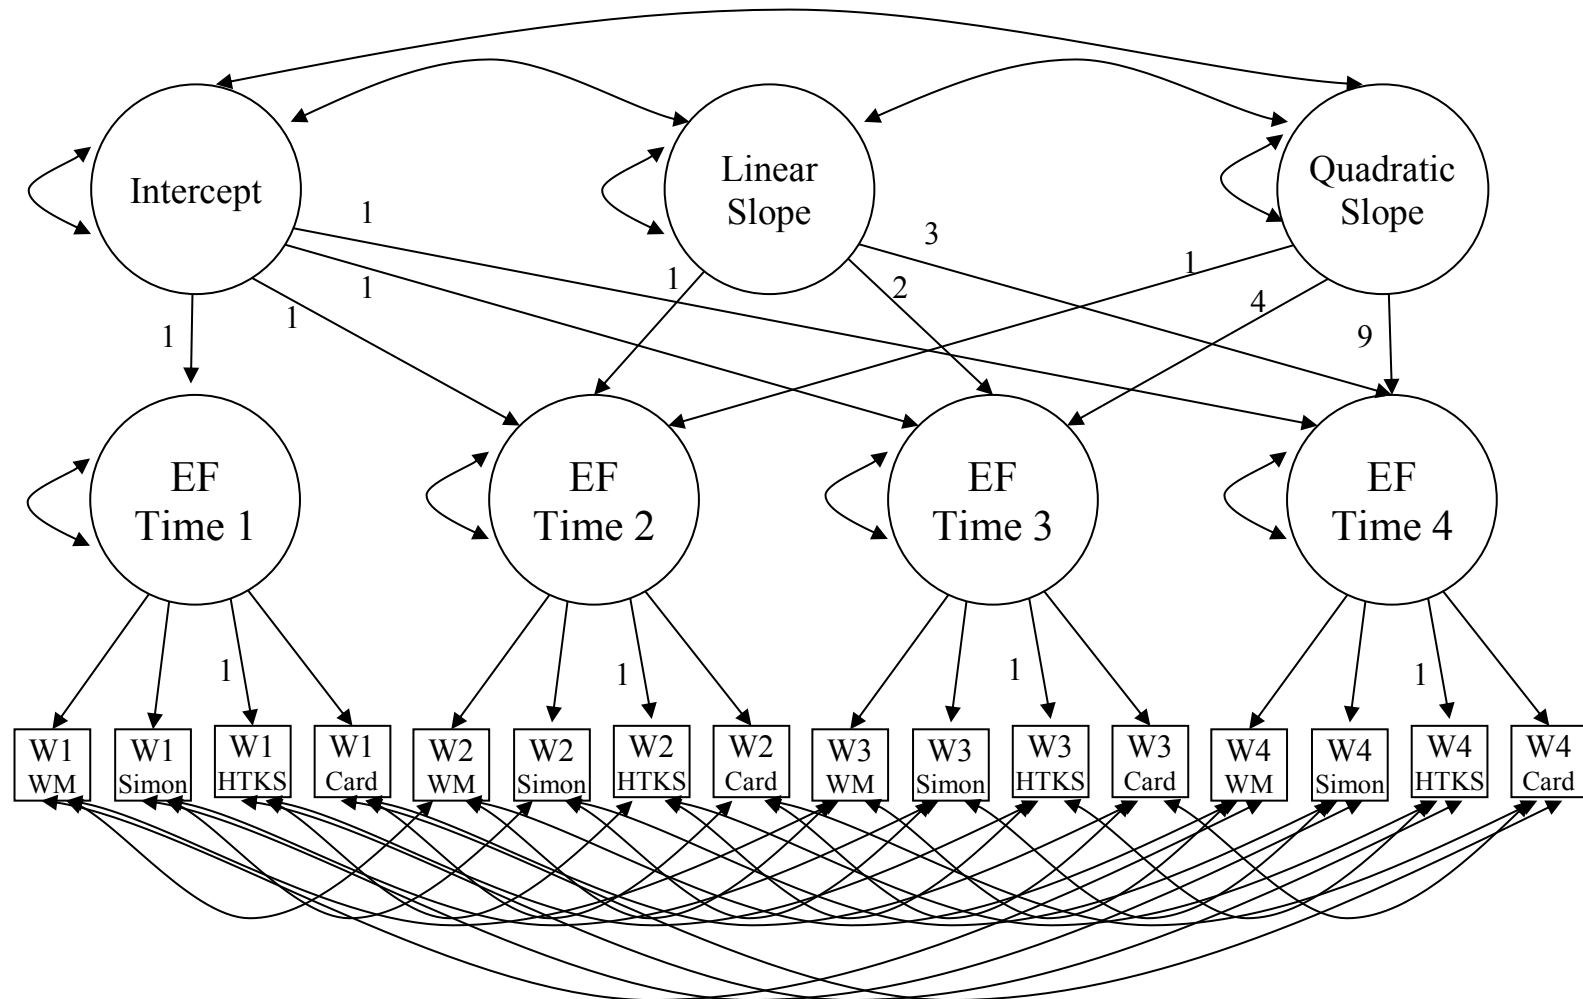 Intercept
Linear
Slope
Quadratic
Slope
1
1
1
1
1
2
3
1
4
9
EF
Time 1
EF
Time 2
EF
Time 3
EF
Time 4
1
1
1
1
W1
WM
W1
Simon
W1
HTKS
W1
Card
W2
WM
W2
Simon
W2
HTKS
W2
Card
W3
WM
W3
Simon
W3
HTKS
W3
Card
W4
WM
W4
Simon
W4
HTKS
W4
Card